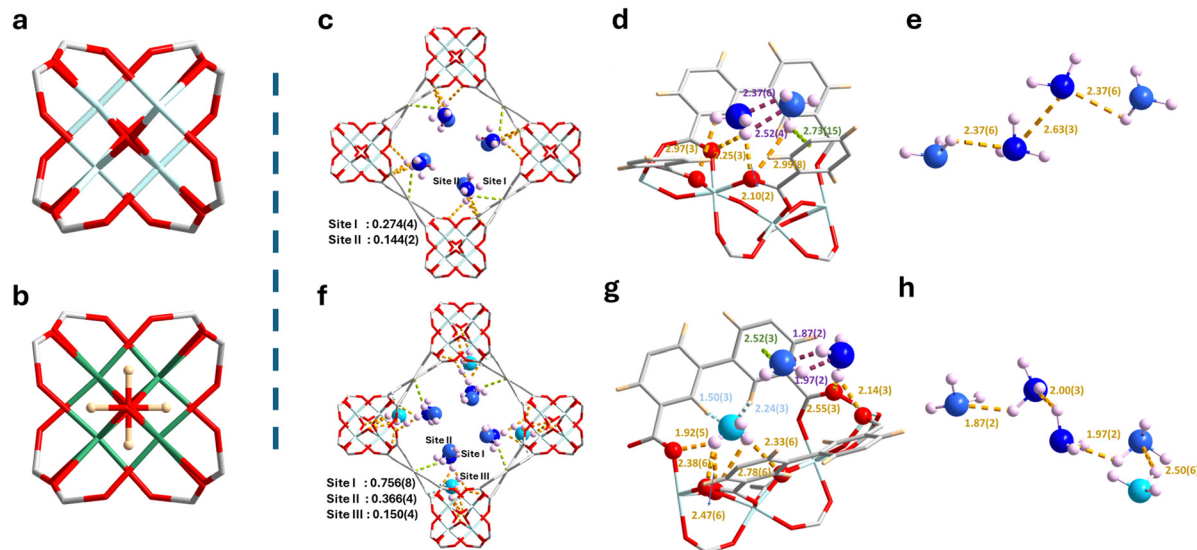 a
b
c
Site II
Site I
Site I : 0.274(4)
Site II : 0.144(2)
d
2.37(6)
2.52(4)
2.73(15)
2.97(3)
2.25(3)
2.99(8)
2.10(2)
e
2.37(6)
2.37(6)
2.63(3)
f
Site II
Site I
Site III
Site I : 0.756(8)
Site II : 0.366(4)
Site III : 0.150(4)
g
2.52(3)
1.87(2)
1.97(2)
2.14(3)
1.50(3)
2.24(3)
2.55(3)
1.92(5)
2.33(6)
2.38(6)
2.78(6)
2.47(6)
h
2.00(3)
1.87(2)
1.97(2)
2.50(6)